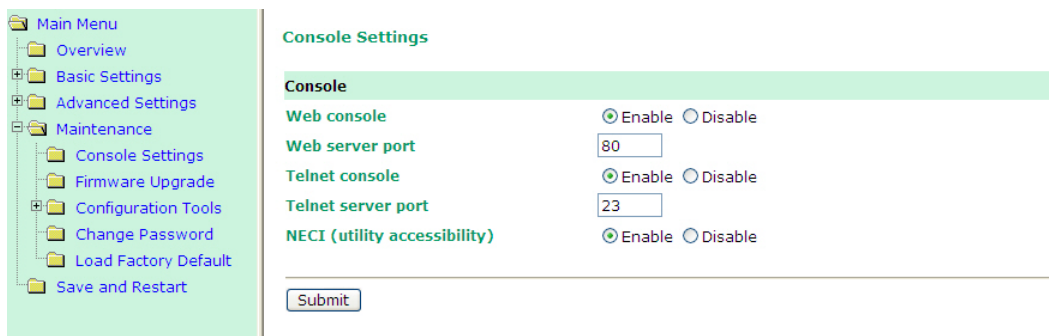 Main Menu
Overview
Basic Settings
Advanced Settings
Maintenance
Console Settings
Firmware Upgrade
Configuration Tools
Change Password
Load Factory Default
Save and Restart
Console Settings
Console
Web console Enable Disable
Web server port 80
Telnet console Enable Disable
Telnet server port 23
NECI (utility accessibility) Enable Disable
Submit